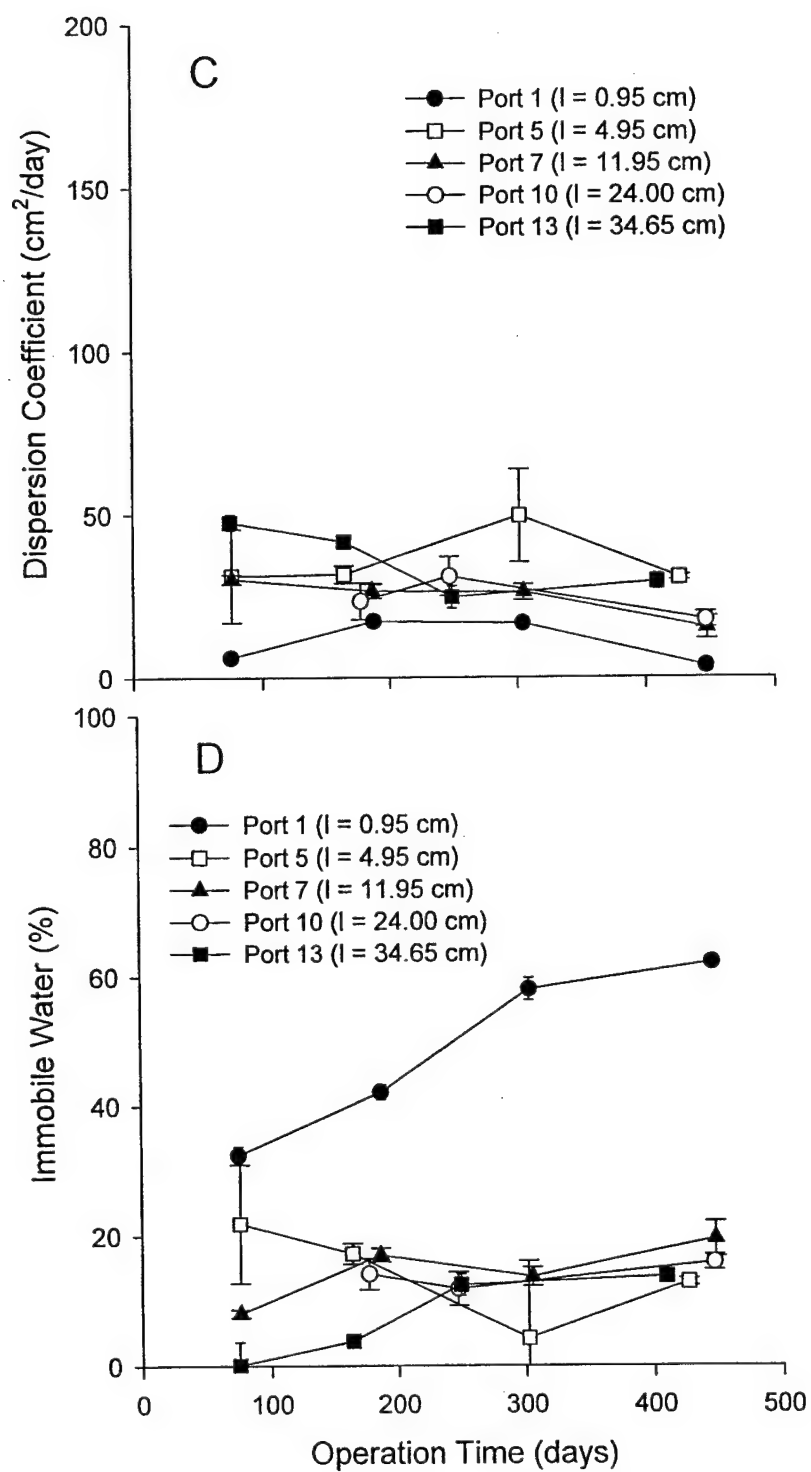 200
C
Port 1 (l = 0.95 cm)
Port 5 (l = 4.95 cm)
Port 7 (l = 11.95 cm)
Port 10 (l = 24.00 cm)
Port 13 (l = 34.65 cm)
150
100
50
0
Dispersion Coefficient (cm²/day)
100
D
Port 1 (l = 0.95 cm)
Port 5 (l = 4.95 cm)
Port 7 (l = 11.95 cm)
Port 10 (l = 24.00 cm)
Port 13 (l = 34.65 cm)
80
60
40
20
0
Immobile Water (%)
0 100 200 300 400 500
Operation Time (days)